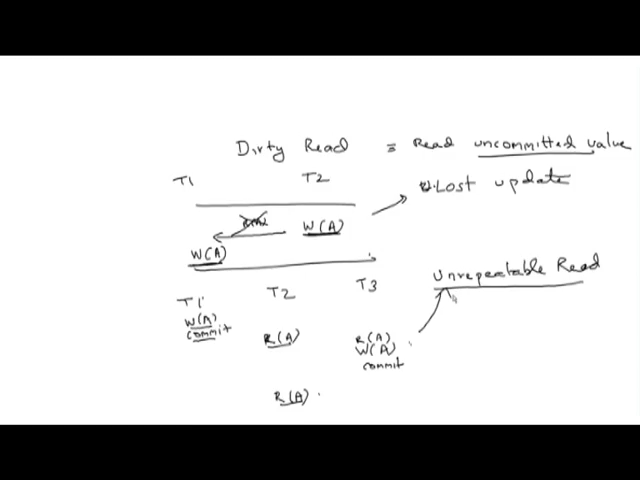 Dirty Read = Read uncommitted value
T1 T2 Lost update
W(A)
W(A)
Unrepeatable Read
T1 T2 T3
W(A)
commit R(A) R(A)
W(A)
commit
R(A)